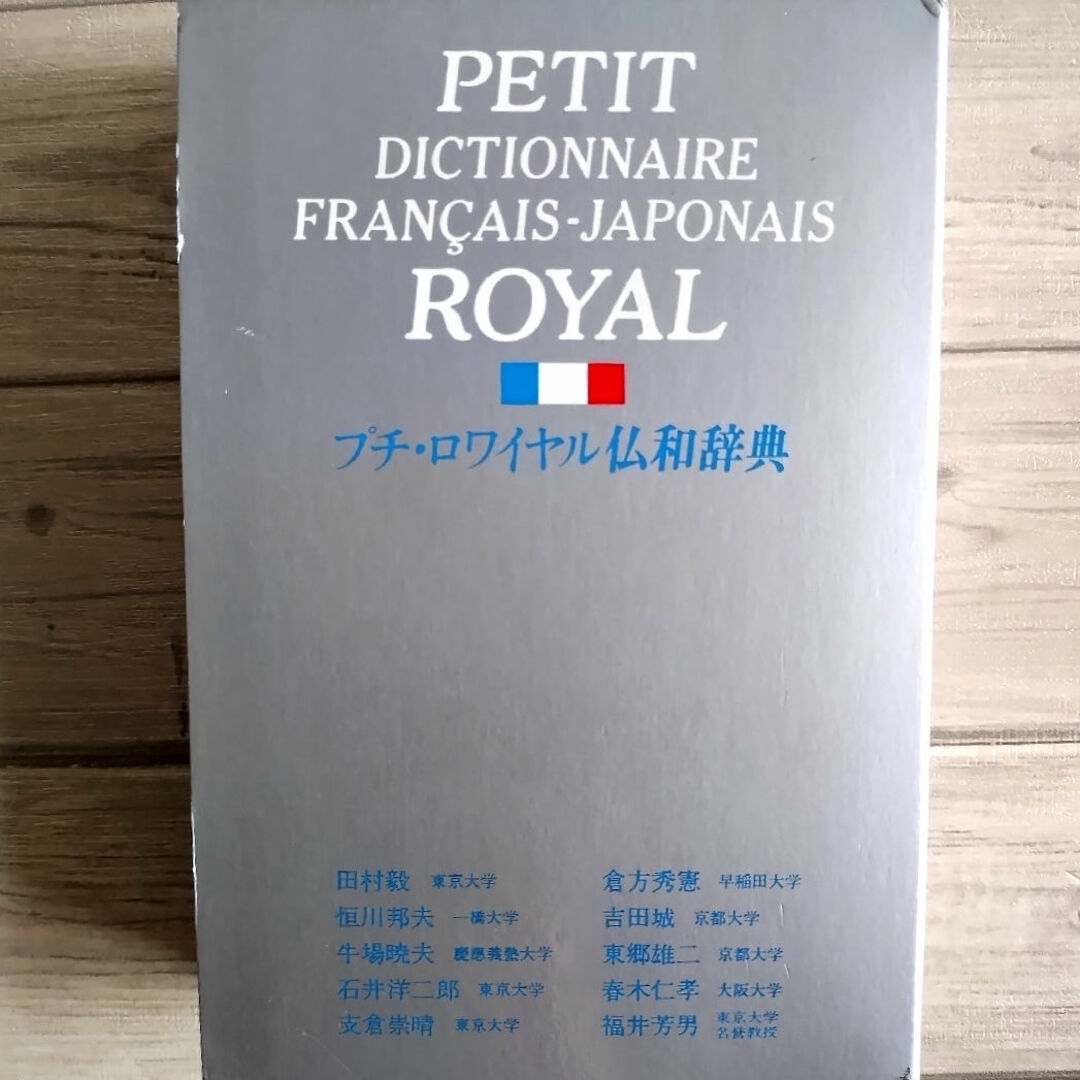 PETIT
DICTIONNAIRE
FRANÇAIS-JAPONAIS
ROYAL
プチ・ロワイヤル仏和辞典
田村毅 東京大学
恒川邦夫 一橋大学
牛場暁夫 慶應義塾大学
石井洋二郎 東京大学
支倉崇晴 東京大学
倉方秀憲 早稲田大学
吉田城 京都大学
東郷雄二 京都大学
春木仁孝 大阪大学
福井芳男 東京大学
名誉教授